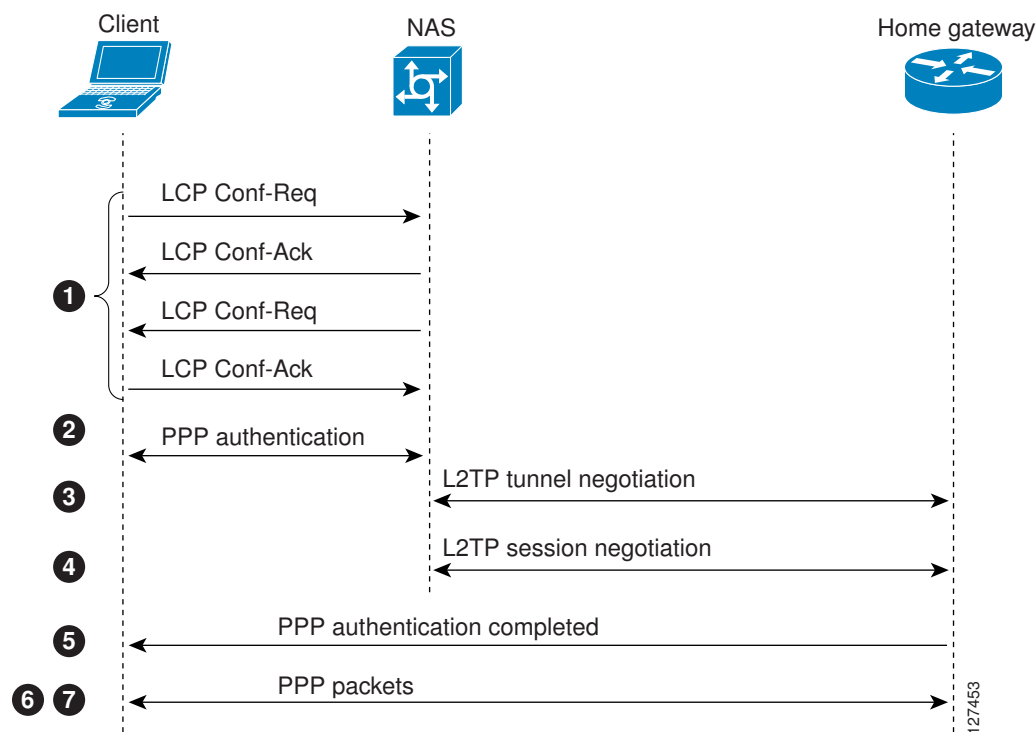 Client
NAS
Home gateway
LCP Conf-Req
LCP Conf-Ack
1
LCP Conf-Req
LCP Conf-Ack
2
PPP authentication
3
L2TP tunnel negotiation
4
L2TP session negotiation
5
PPP authentication completed
6 7
PPP packets
127453